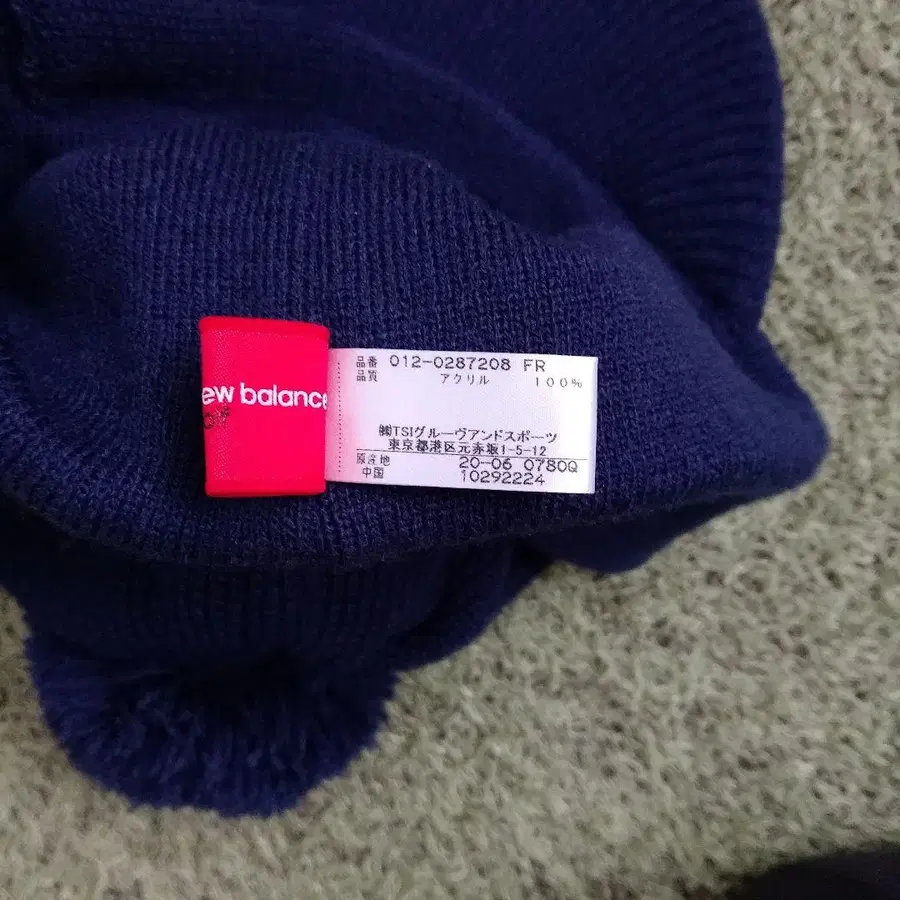 ew balance
品番 012-0287208 FR
品質 アクリル 100%
㈱TSIグルーヴアンドスポーツ
東京都港区元赤坂1-5-12
原産地 20-06 0780Q
中国 10292224